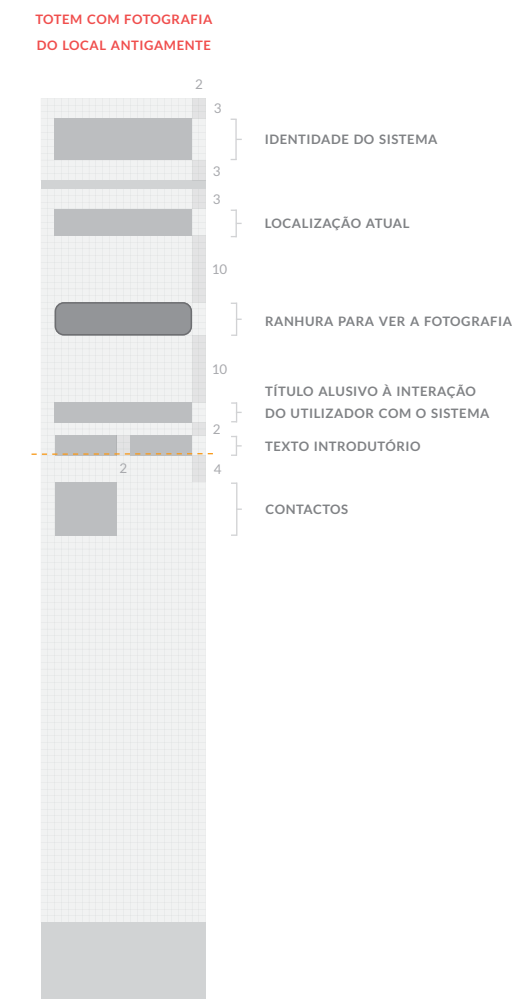 TOTEM COM FOTOGRAFIA
DO LOCAL ANTIGAMENTE
2
3
IDENTIDADE DO SISTEMA
3
3
LOCALIZAÇÃO ATUAL
10
RANHURA PARA VER A FOTOGRAFIA
10
TÍTULO ALUSIVO À INTERAÇÃO
DO UTILIZADOR COM O SISTEMA
2
TEXTO INTRODUTÓRIO
2
4
CONTACTOS